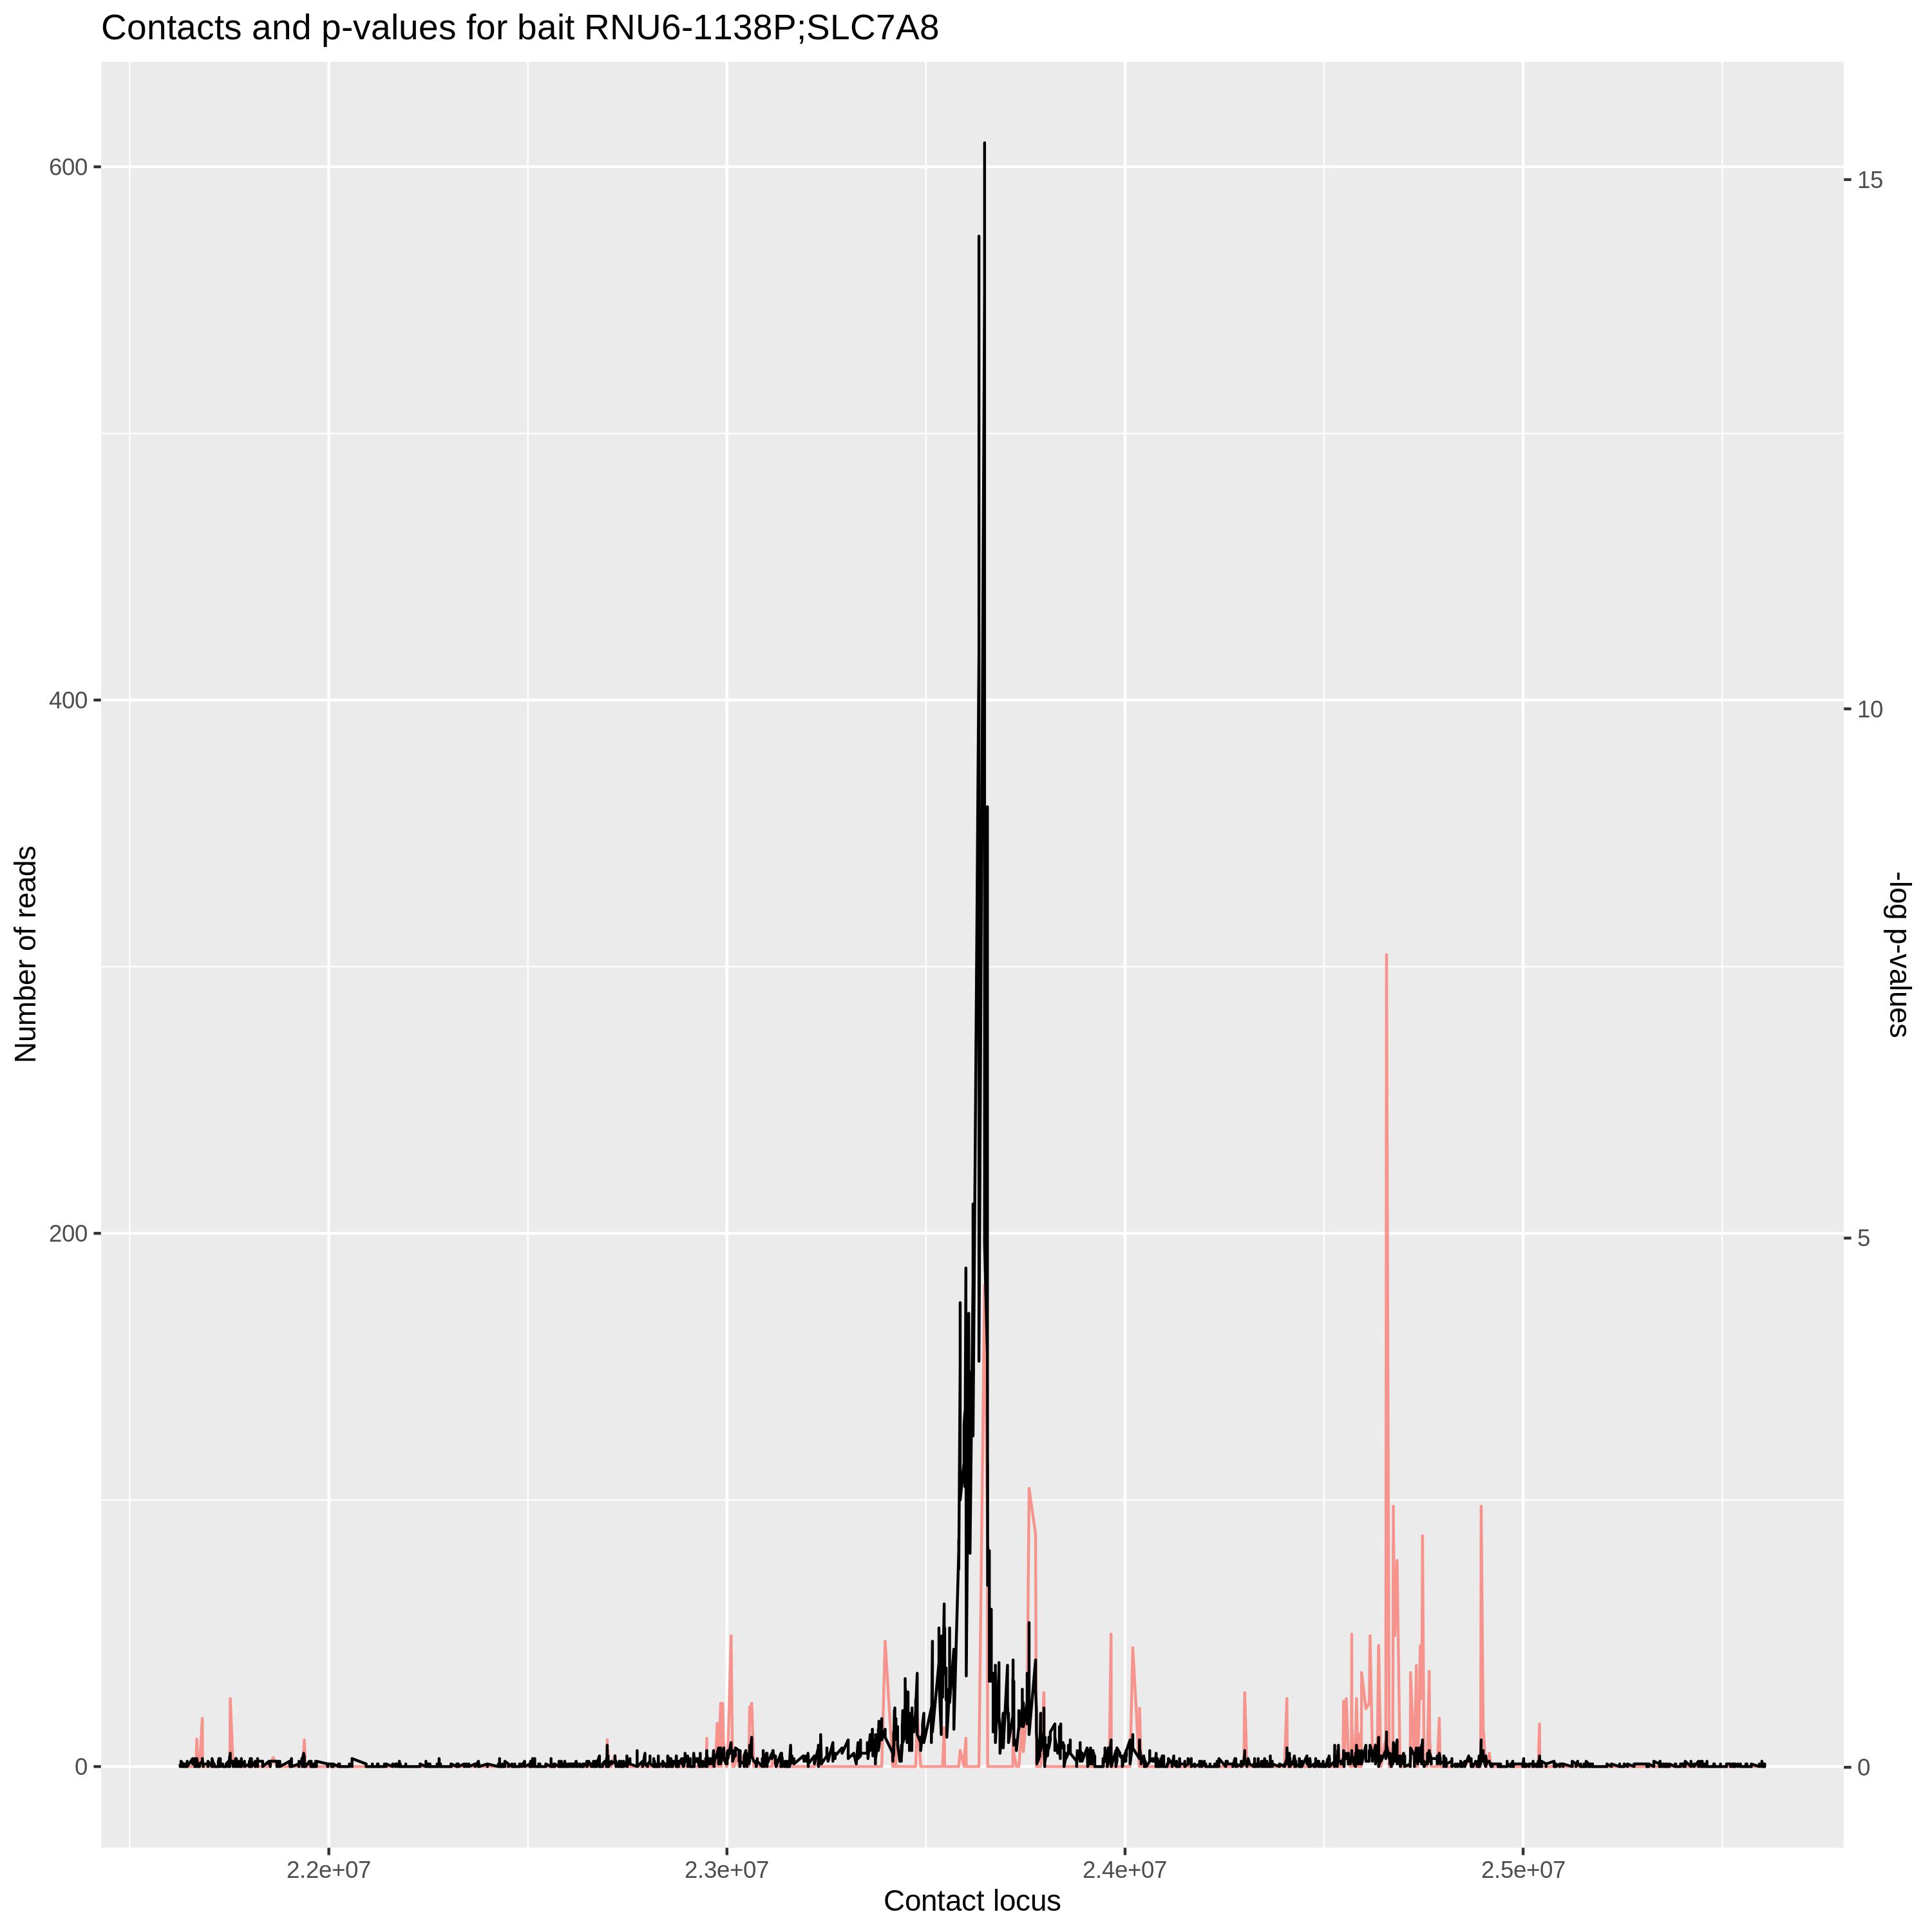 Contacts and p-values for bait RNU6-1138P;SLC7A8
600
400
200
0
Number of reads
15
10
5
0
-log p-values
2.2e+07
2.3e+07
2.4e+07
2.5e+07
Contact locus